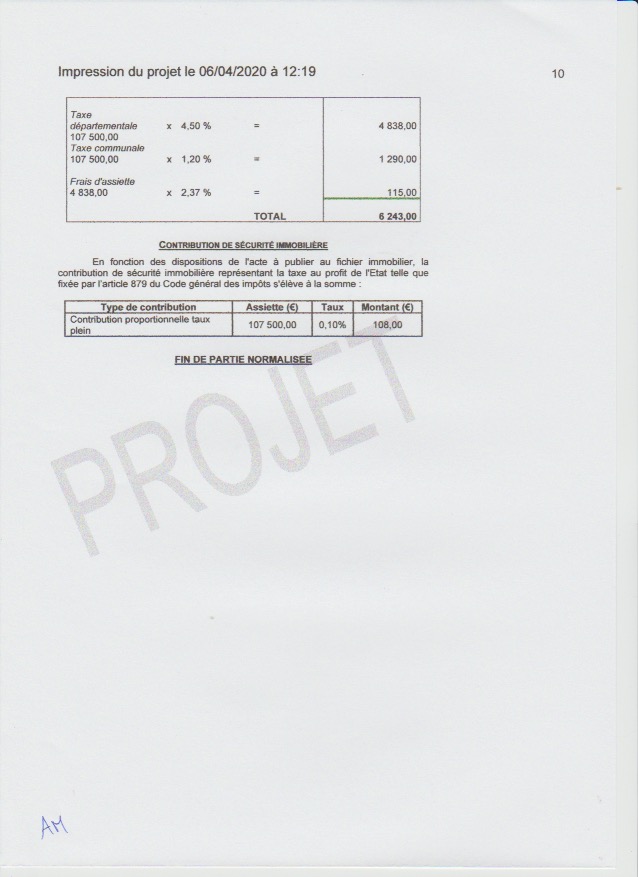 Impression du projet le 06/04/2020 à 12:19
10
Taxe
départementale x 4,50 % = 4 838,00
107 500,00
Taxe communale
107 500,00 x 1,20 % = 1 290,00
Frais d'assiette
4 838,00 x 2,37 % = 115,00
TOTAL 6 243,00
CONTRIBUTION DE SÉCURITÉ IMMOBILIÈRE
En fonction des dispositions de l'acte à publier au fichier immobilier, la
contribution de sécurité immobilière représentant la taxe au profit de l'Etat telle que
fixée par l'article 879 du Code général des impôts s'élève à la somme :
Type de contribution Assiette (€) Taux Montant (€)
Contribution proportionnelle taux
plein 107 500,00 0,10% 108,00
FIN DE PARTIE NORMALISEE
PROJET
AM